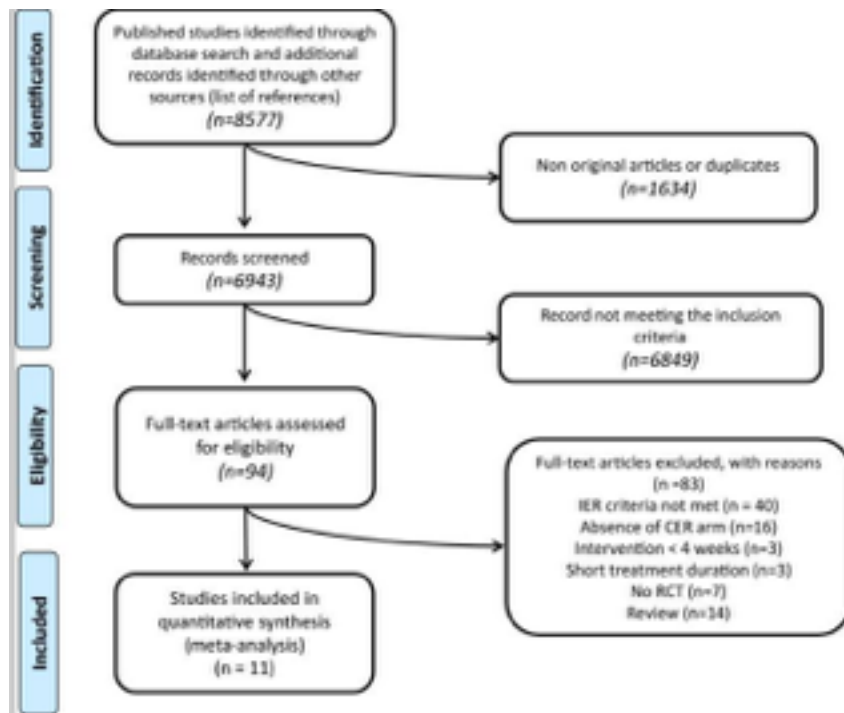 Identification
Published studies identified through
database search and additional
records identified through other
sources (list of references)
(n=8577)
Non original articles or duplicates
(n=1634)
Screening
Records screened
(n=6943)
Record not meeting the inclusion
criteria
(n=6849)
Eligibility
Full-text articles assessed
for eligibility
(n=94)
Full-text articles excluded, with reasons
(n =83)
IER criteria not met (n = 40)
Absence of CER arm (n=16)
Intervention < 4 weeks (n=3)
Short treatment duration (n=3)
No RCT (n=7)
Review (n=14)
Included
Studies included in
quantitative synthesis
(meta-analysis)
(n = 11)